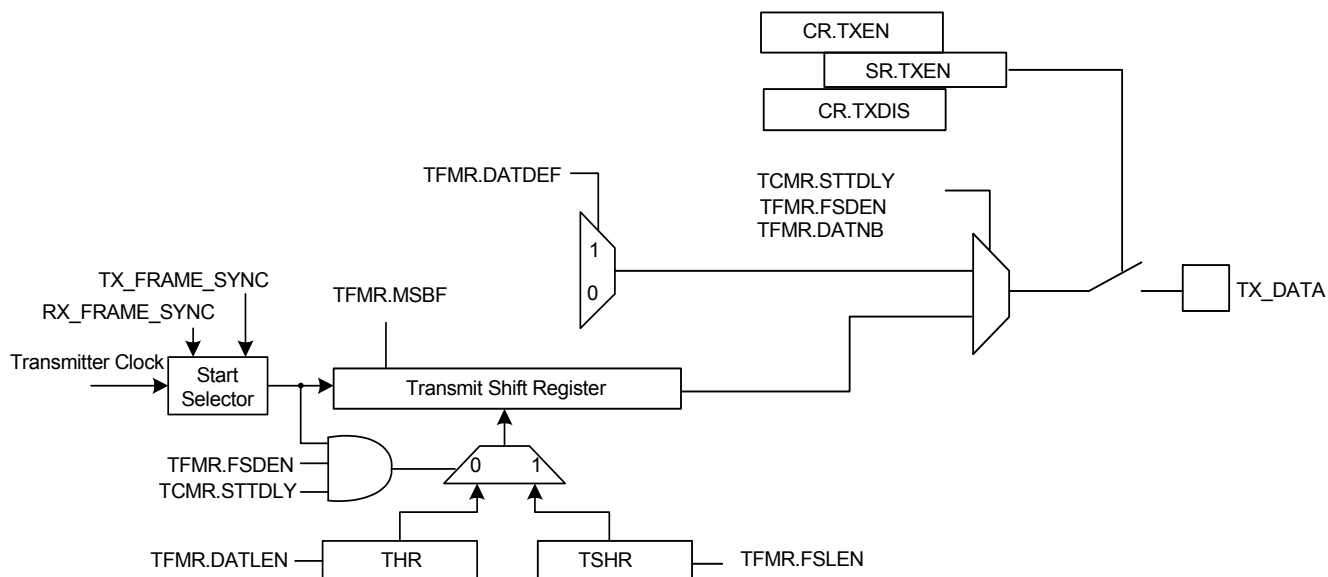 CR.TXEN
SR.TXEN
CR.TXDIS
TFMR.DATDEF
TCMR.STTDLY
TFMR.FSDEN
TFMR.DATNB
1
0
TX_FRAME_SYNC
RX_FRAME_SYNC
TFMR.MSBF
TX_DATA
Transmitter Clock
Start
Selector
Transmit Shift Register
TFMR.FSDEN
TCMR.STTDLY
0 1
TFMR.DATLEN
THR
TSHR
TFMR.FSLEN